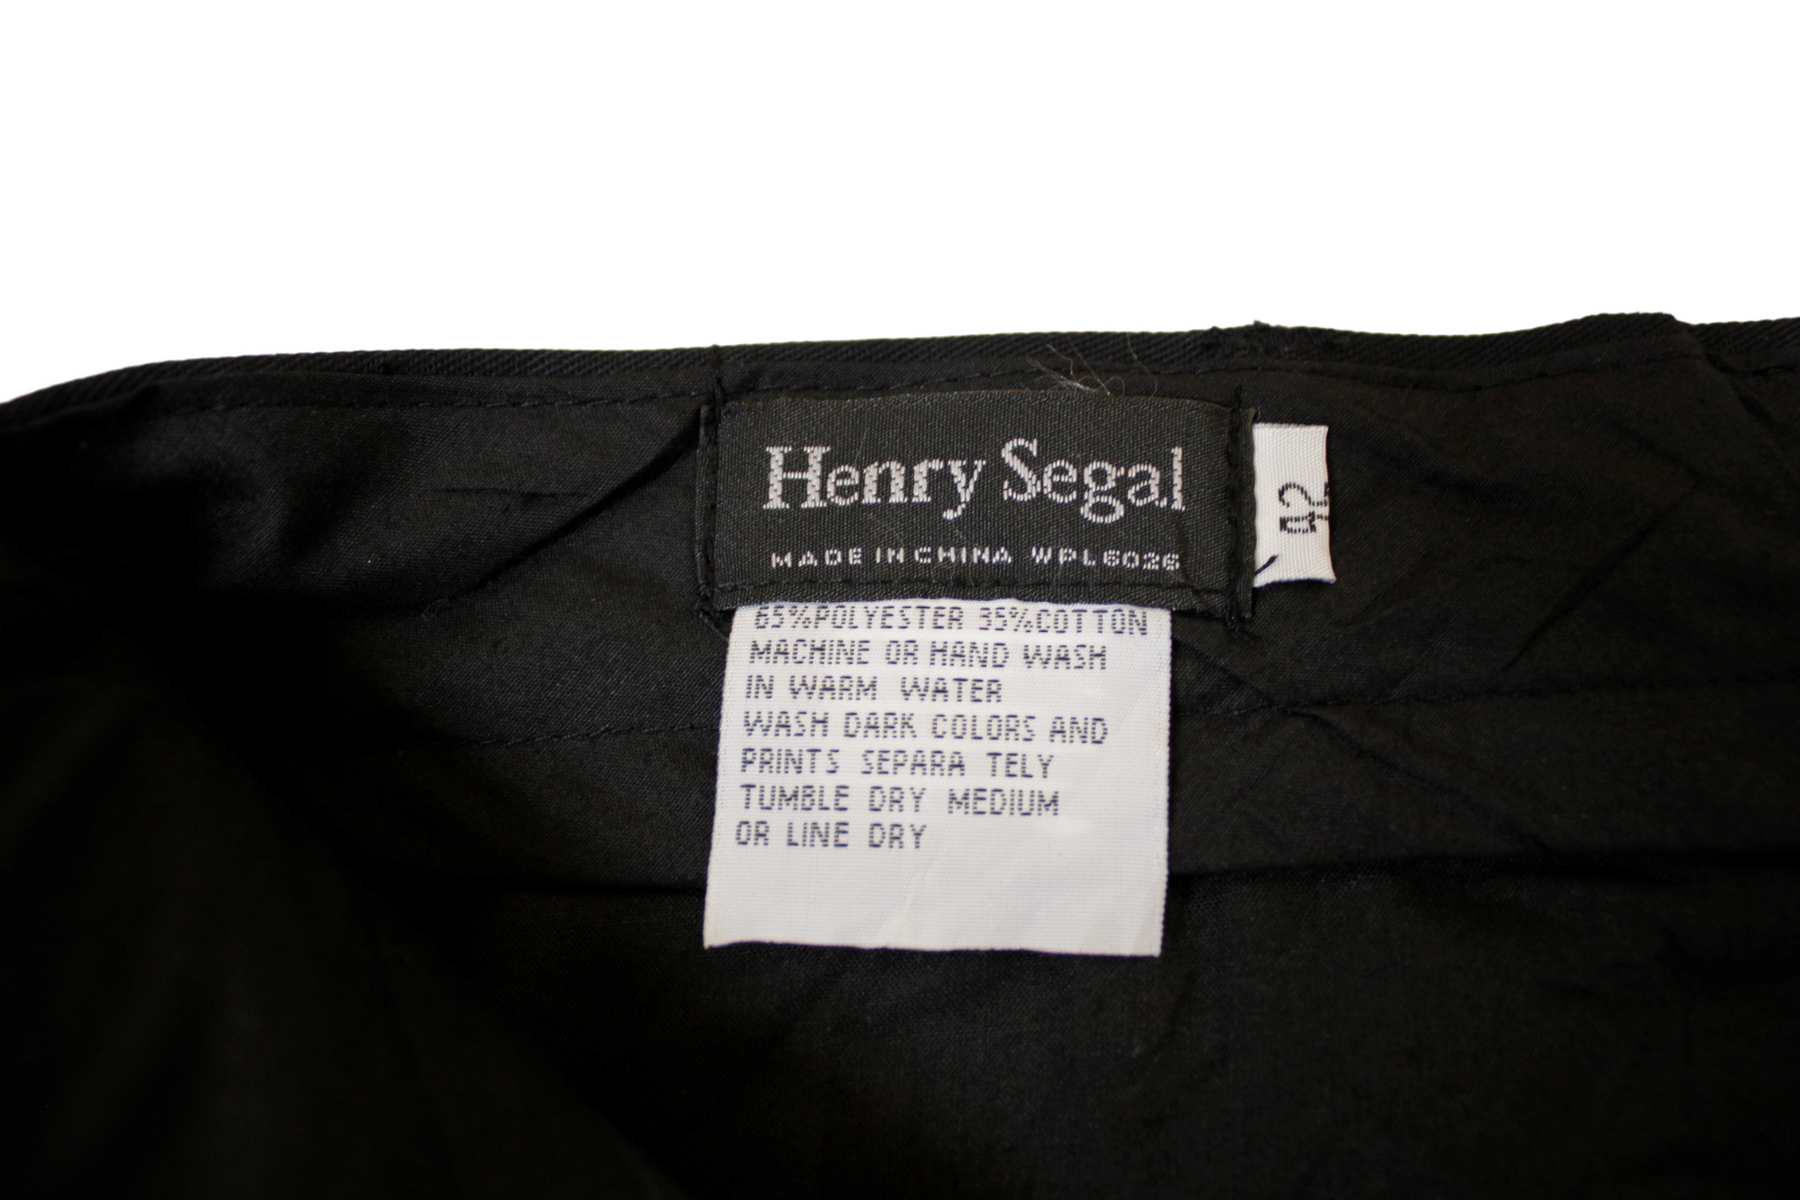 Henry Segal
MADE IN CHINA WPL6026
42
65%POLYESTER 35%COTTON
MACHINE OR HAND WASH
IN WARM WATER
WASH DARK COLORS AND
PRINTS SEPARA TELY
TUMBLE DRY MEDIUM
OR LINE DRY